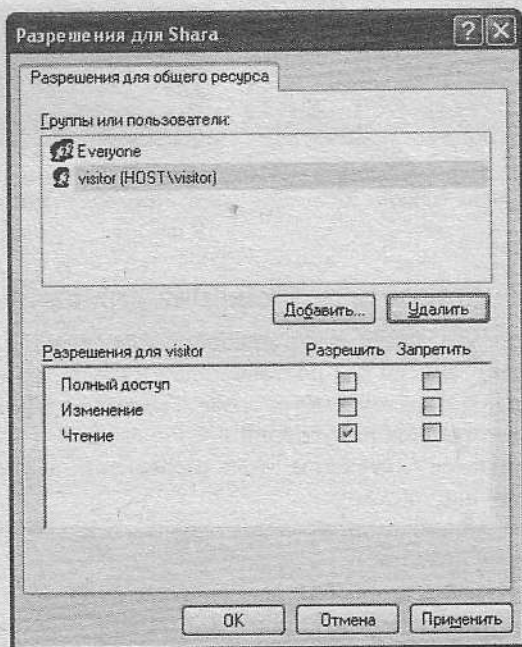 Разрешения для Shara
Разрешения для общего ресурса
Группы или пользователи:
Everyone
visitor (HOST\visitor)
Добавить... Удалить
Разрешения для visitor Разрешить Запретить
Полный доступ
Изменение
Чтение
OK Отмена Применить